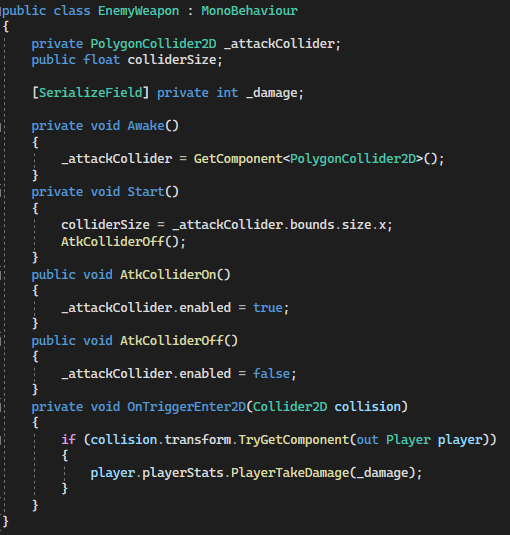 public class EnemyWeapon : MonoBehaviour
{
    private PolygonCollider2D _attackCollider;
    public float colliderSize;

    [SerializeField] private int _damage;

    private void Awake()
    {
        _attackCollider = GetComponent<PolygonCollider2D>();
    }
    private void Start()
    {
        colliderSize = _attackCollider.bounds.size.x;
        AtkColliderOff();
    }
    public void AtkColliderOn()
    {
        _attackCollider.enabled = true;
    }
    public void AtkColliderOff()
    {
        _attackCollider.enabled = false;
    }
    private void OnTriggerEnter2D(Collider2D collision)
    {
        if (collision.transform.TryGetComponent(out Player player))
        {
            player.playerStats.PlayerTakeDamage(_damage);
        }
    }
}